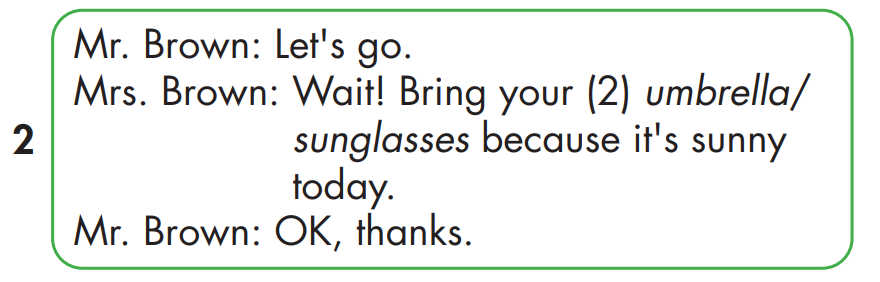 Mr. Brown: Let's go.
Mrs. Brown: Wait! Bring your (2) umbrella/
2
sunglasses because it's sunny
today.
Mr. Brown: OK, thanks.